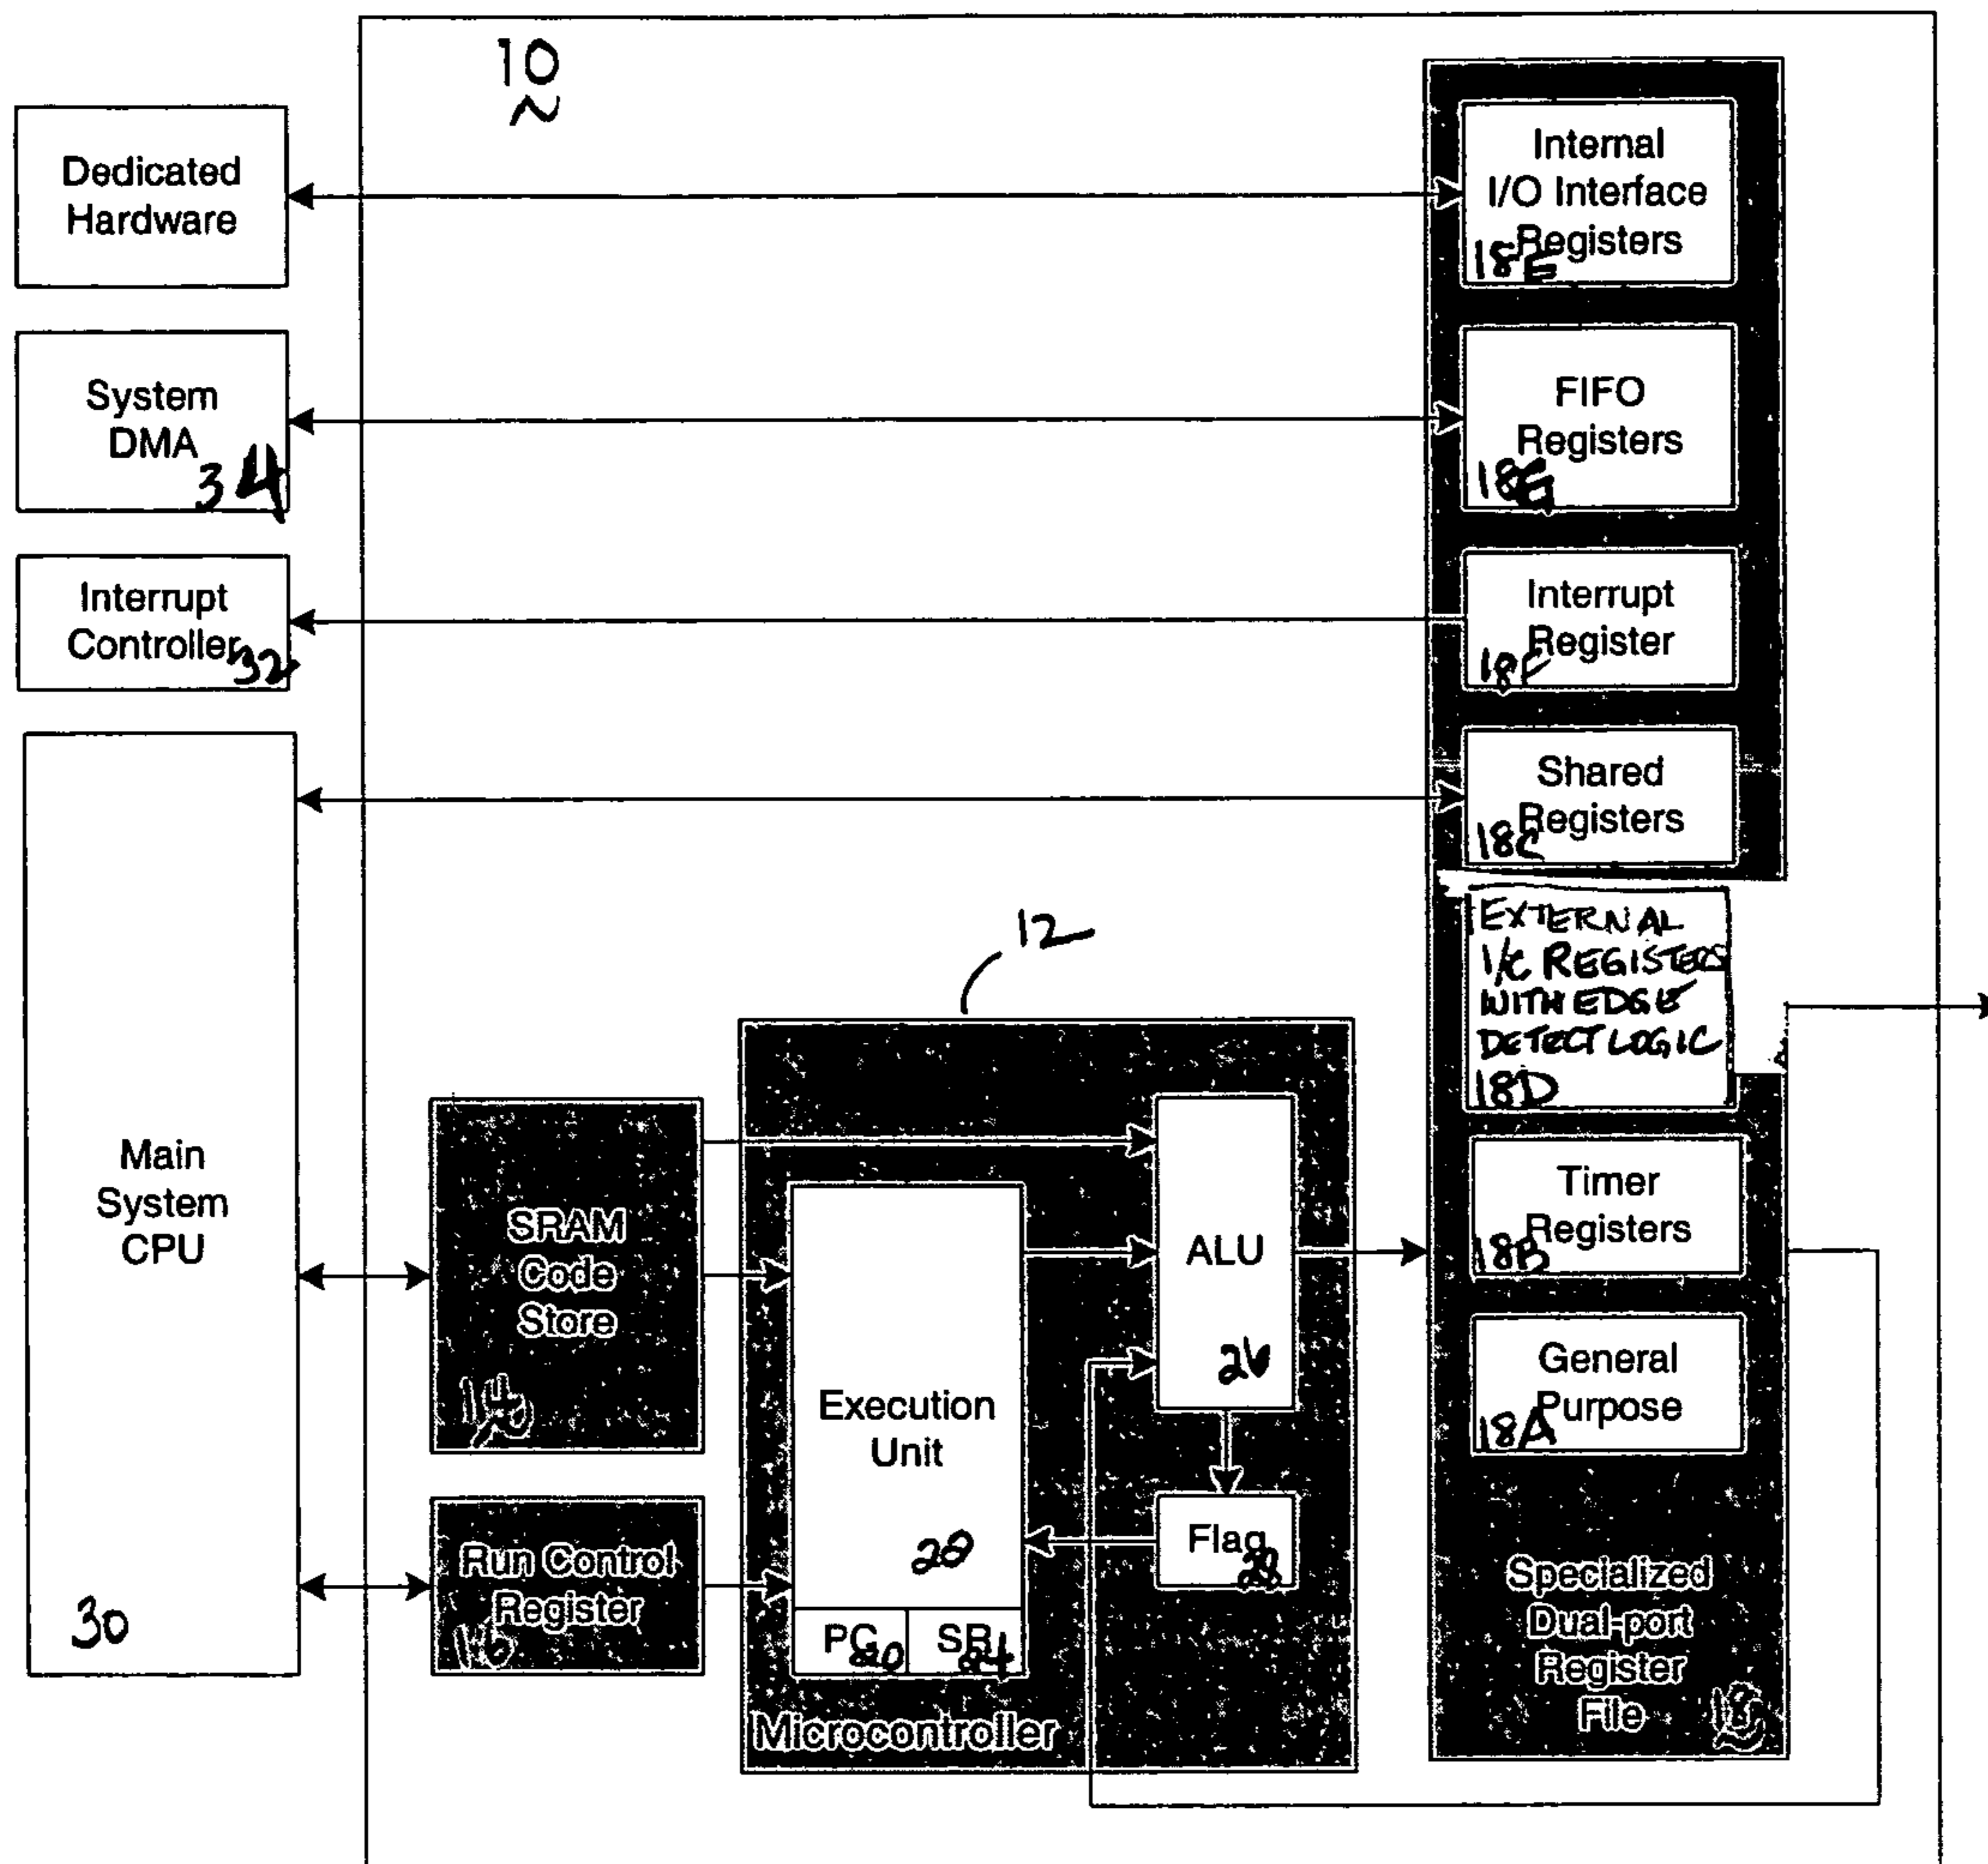 10
Dedicated
Hardware
Internal
I/O Interface
Registers
18E
System
DMA
34
FIFO
Registers
18G
Interrupt
Controller
32
Interrupt
Register
18F
Shared
Registers
18C
12
EXTERNAL
I/C REGISTERS
WITH EDGE
DETECT LOGIC
18D
Main
System
CPU
30
SRAM
Code
Store
14
ALU
26
Timer
Registers
18B
General
Purpose
18A
Execution
Unit
Flag
28
Run Control
Register
16
PC 20
SR 24
Microcontroller
Specialized
Dual-port
Register
File
18